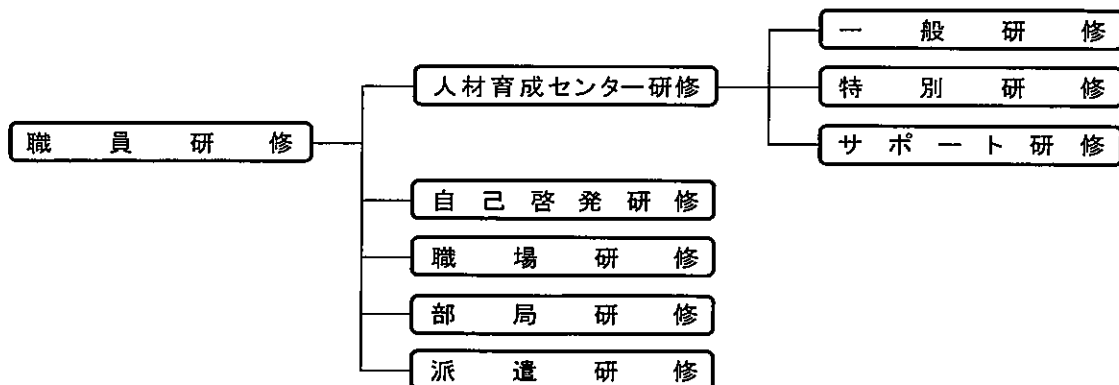 職員研修
人材育成センター研修
一般研修
特別研修
サポート研修
自己啓発研修
職場研修
部局研修
派遣研修